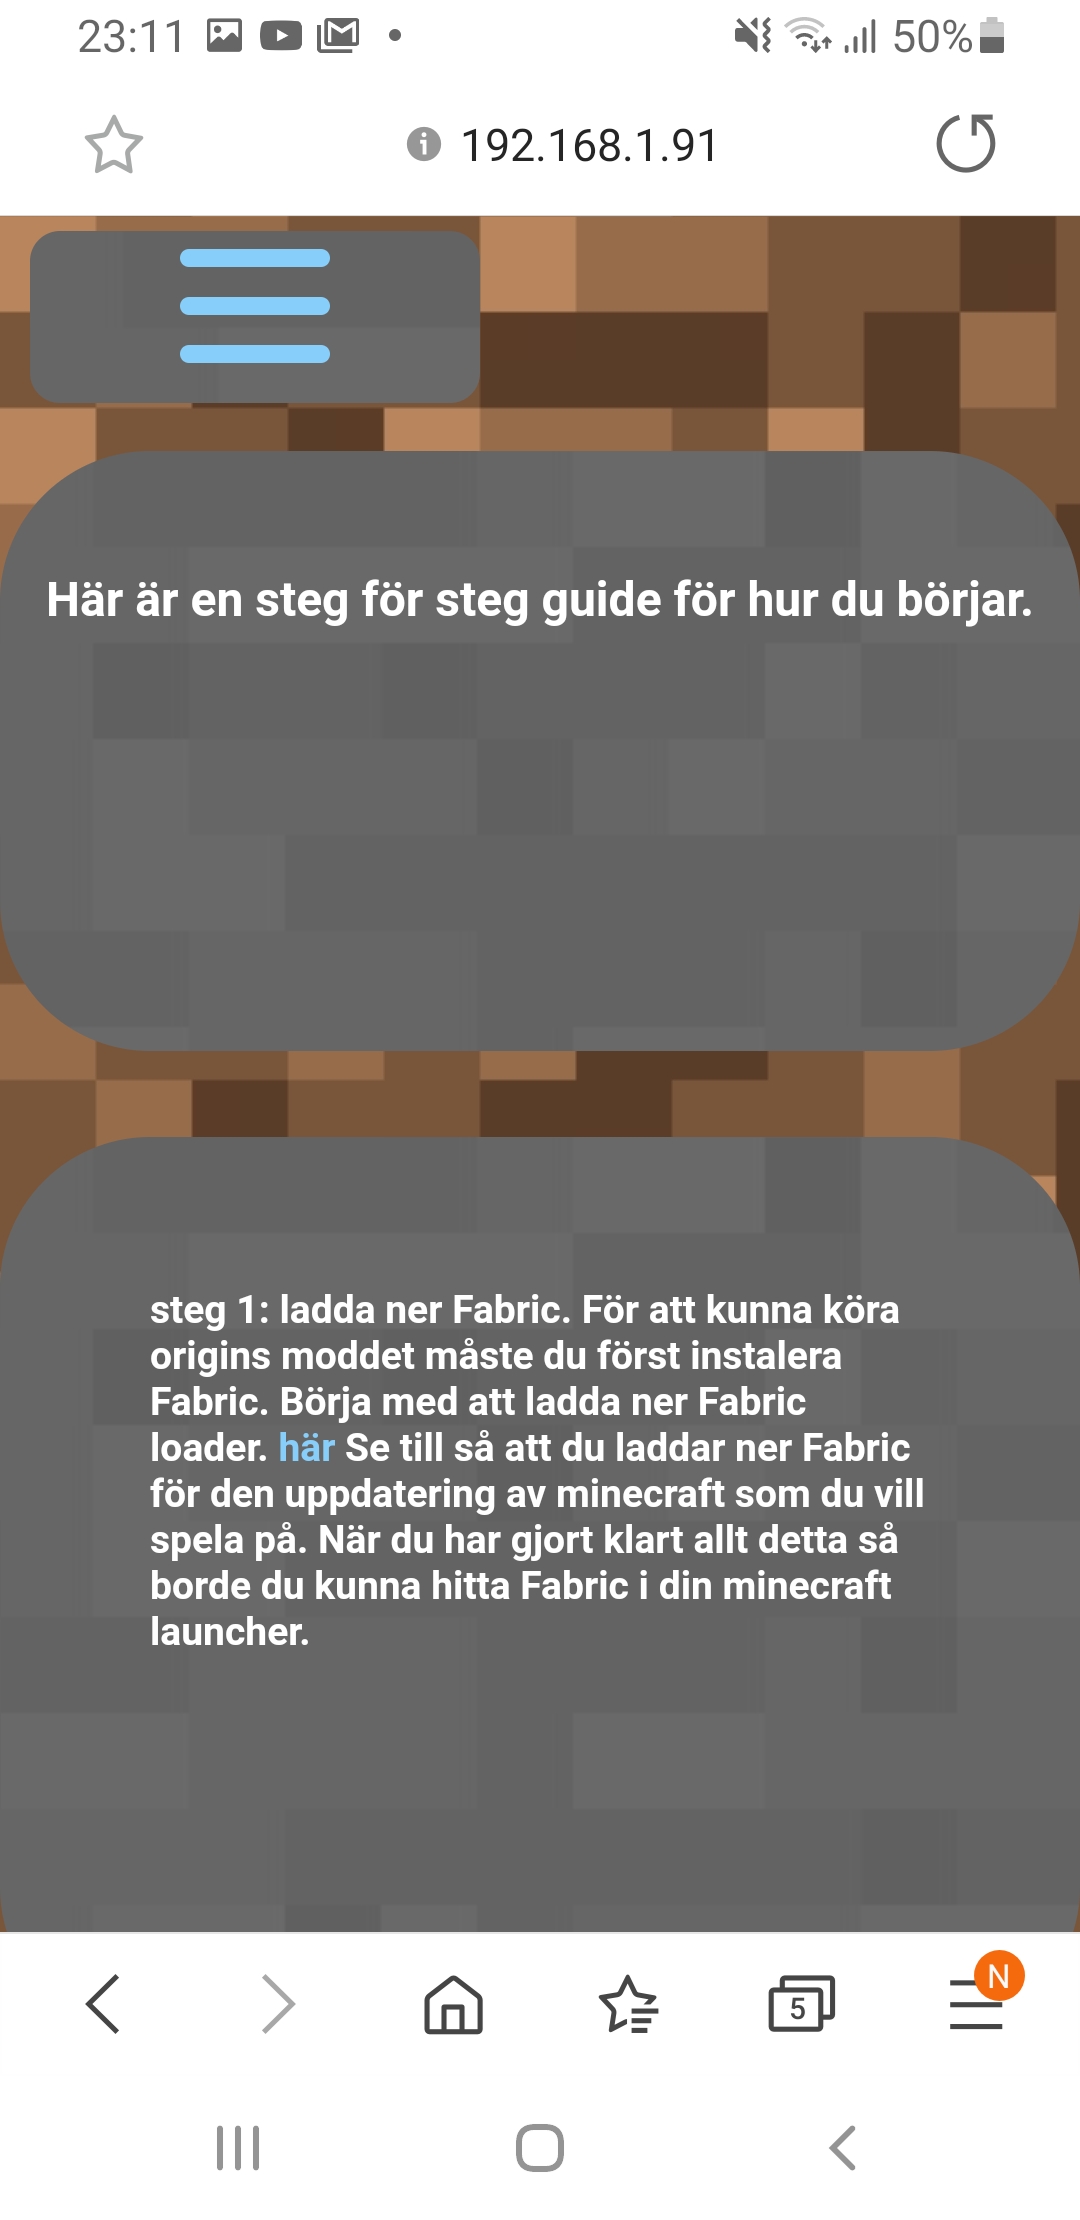 23:11
50%
192.168.1.91
Här är en steg för steg guide för hur du börjar.
steg 1: ladda ner Fabric. För att kunna köra
origins moddet måste du först instalera
Fabric. Börja med att ladda ner Fabric
loader. här Se till så att du laddar ner Fabric
för den uppdatering av minecraft som du vill
spela på. När du har gjort klart allt detta så
borde du kunna hitta Fabric i din minecraft
launcher.
5
N